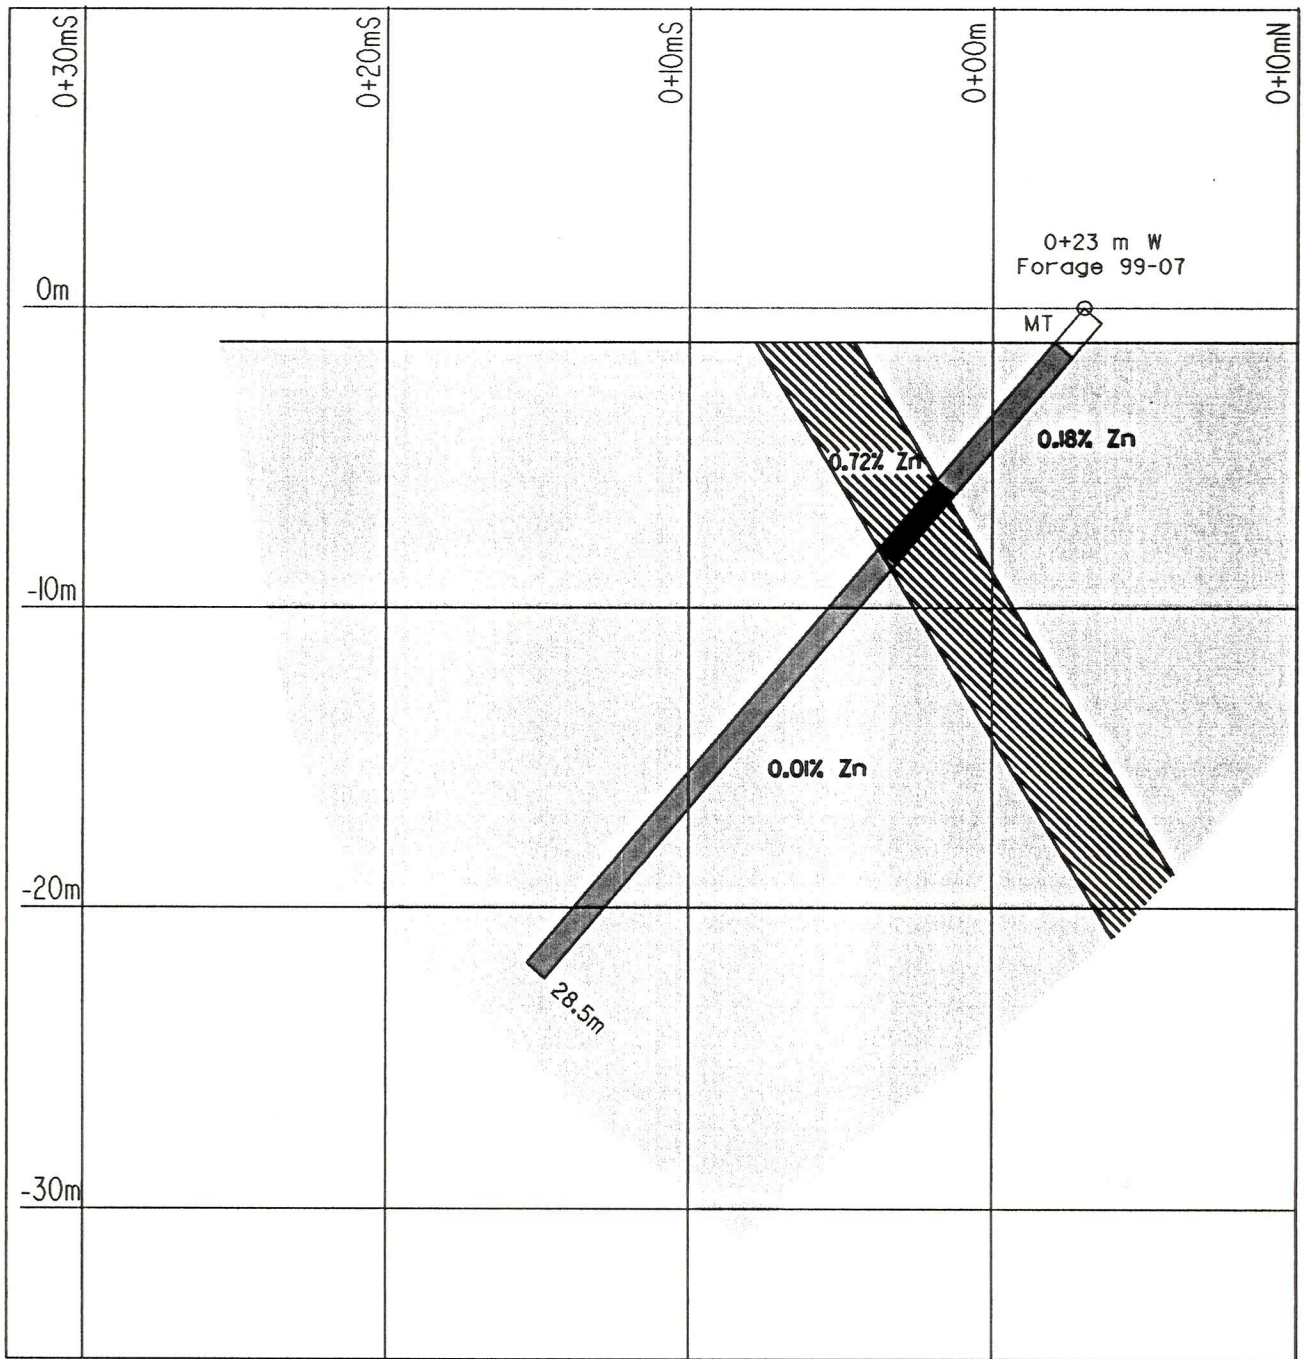 0+30mS
0+20mS
0+10mS
0+00m
0+10mN
0+23 m W
Forage 99-07
0m
MT
0.18% Zn
0.72% Zn
-10m
0.01% Zn
-20m
28.5m
-30m